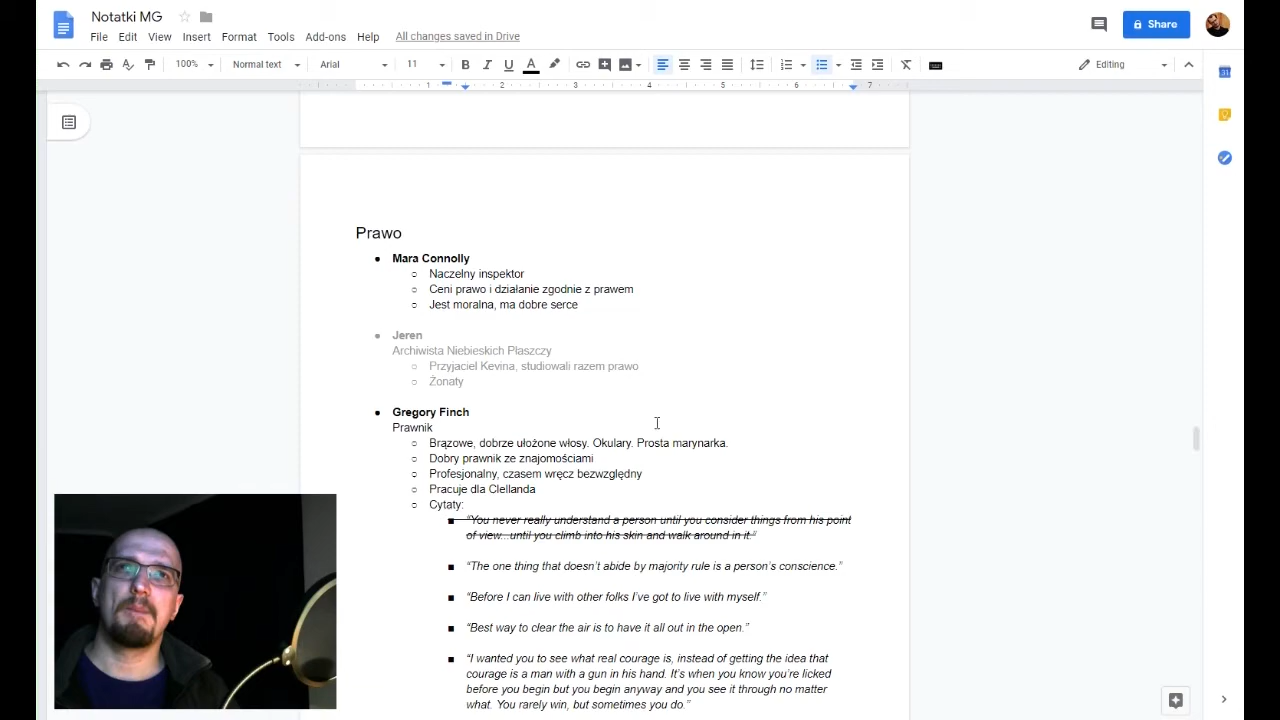 Notatki MG
File Edit View Insert Format Tools Add-ons Help All changes saved in Drive
Share
100% Normal text Arial 11 B I U A Editing
1 2 3 4 5 6 7
31
Prawo
Mara Connolly
Naczelny inspektor
Ceni prawo i działanie zgodnie z prawem
Jest moralna, ma dobre serce
Jeren
Archiwista Niebieskich Płaszczy
Przyjaciel Kevina, studiowali razem prawo
Żonaty
Gregory Finch
Prawnik
Brązowe, dobrze ułożone włosy. Okulary. Prosta marynarka.
Dobry prawnik ze znajomościami
Profesjonalny, czasem wręcz bezwzględny
Pracuje dla Clellanda
Cytaty:
“You never really understand a person until you consider things from his point
of view...until you climb into his skin and walk around in it.”
“The one thing that doesn’t abide by majority rule is a person’s conscience.”
“Before I can live with other folks I’ve got to live with myself.”
“Best way to clear the air is to have it all out in the open.”
“I wanted you to see what real courage is, instead of getting the idea that
courage is a man with a gun in his hand. It’s when you know you’re licked
before you begin but you begin anyway and you see it through no matter
what. You rarely win, but sometimes you do.”